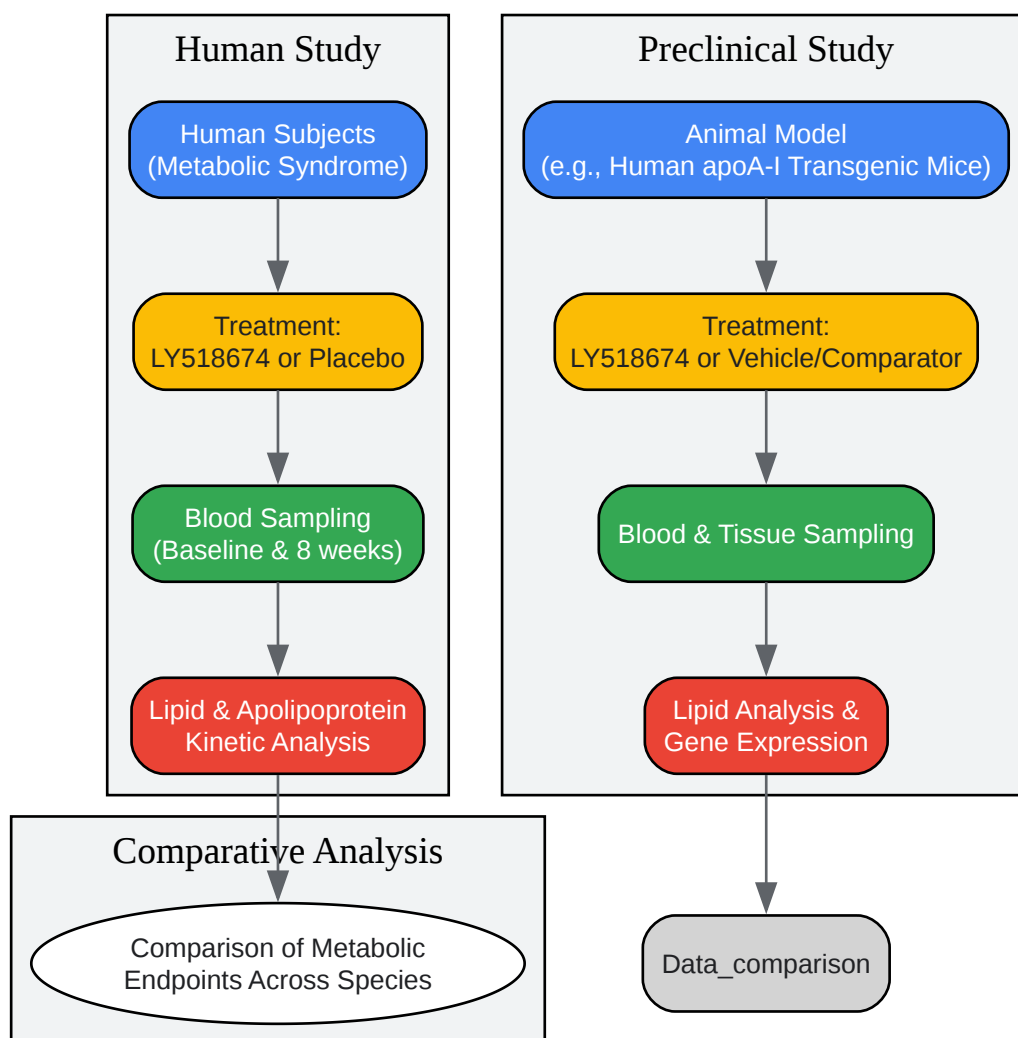 Human Study
Human Subjects
(Metabolic Syndrome)
Treatment:
LY518674 or Placebo
Blood Sampling
(Baseline & 8 weeks)
Lipid & Apolipoprotein
Kinetic Analysis
Preclinical Study
Animal Model
(e.g., Human apoA-I Transgenic Mice)
Treatment:
LY518674 or Vehicle/Comparator
Blood & Tissue Sampling
Lipid Analysis &
Gene Expression
Comparative Analysis
Comparison of Metabolic
Endpoints Across Species
Data_comparison